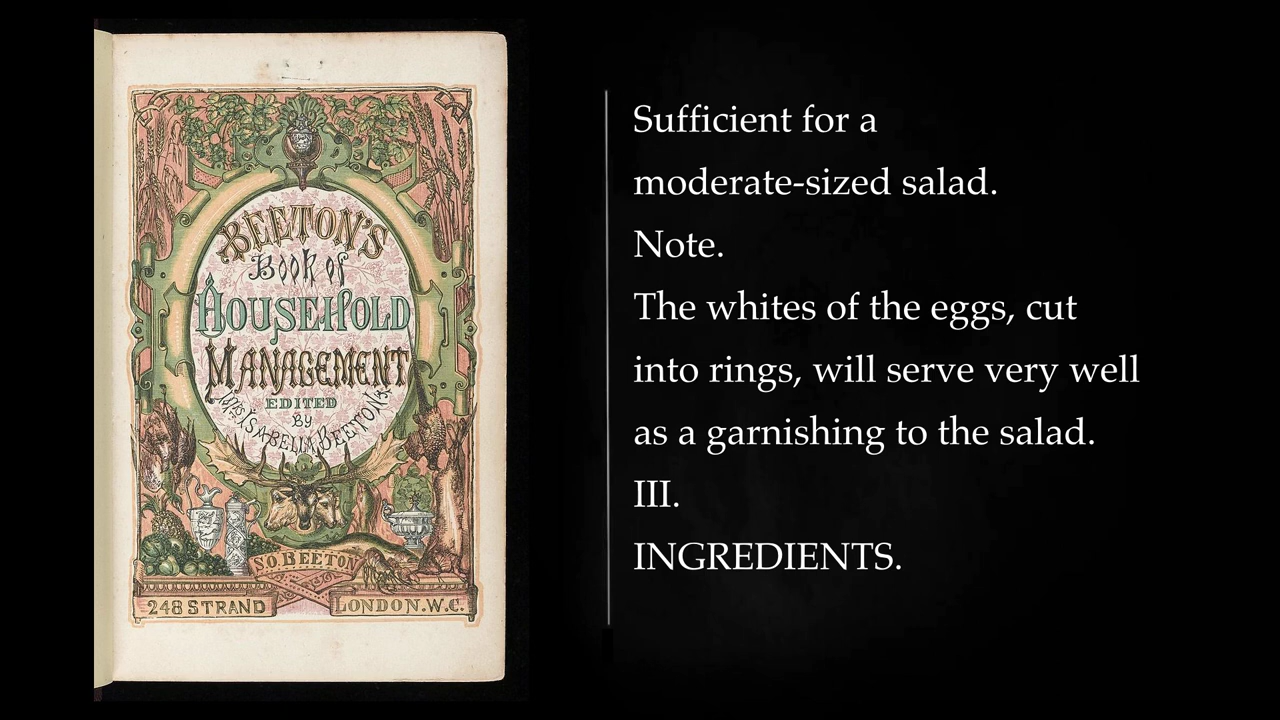 BEETON'S
Book of
HOUSEHOLD
MANAGEMENT
EDITED
BY
MRS. ISABELLA BEETON.
S.O. BEETON
248 STRAND
LONDON. W.C.
Sufficient for a
moderate-sized salad.
Note.
The whites of the eggs, cut
into rings, will serve very well
as a garnishing to the salad.
III.
INGREDIENTS.